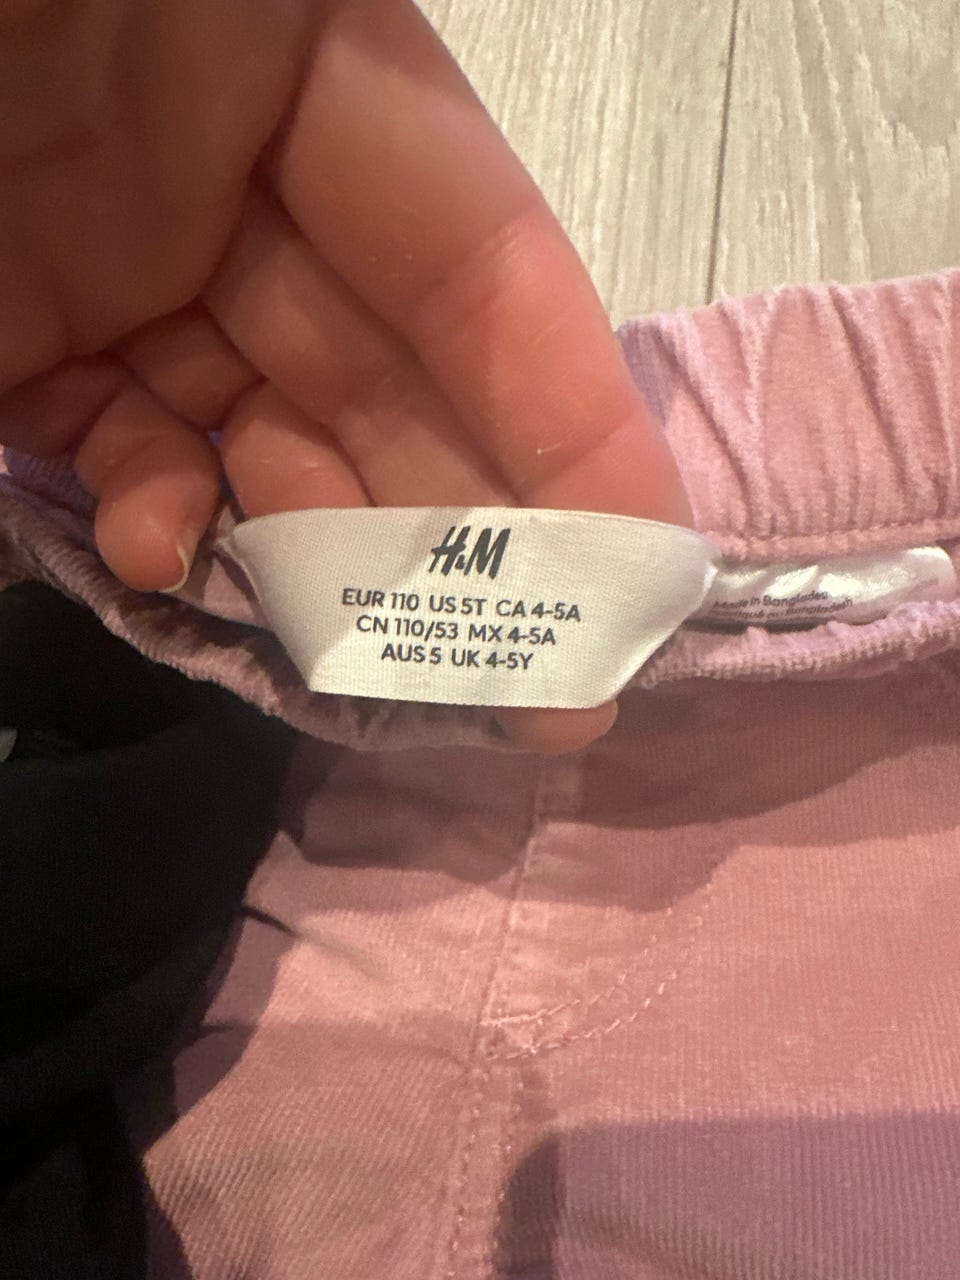 H&M
EUR 110 US 5T CA 4-5A
CN 110/53 MX 4-5A
AUS 5 UK 4-5Y
Made in Bangladesh
Bangladesh